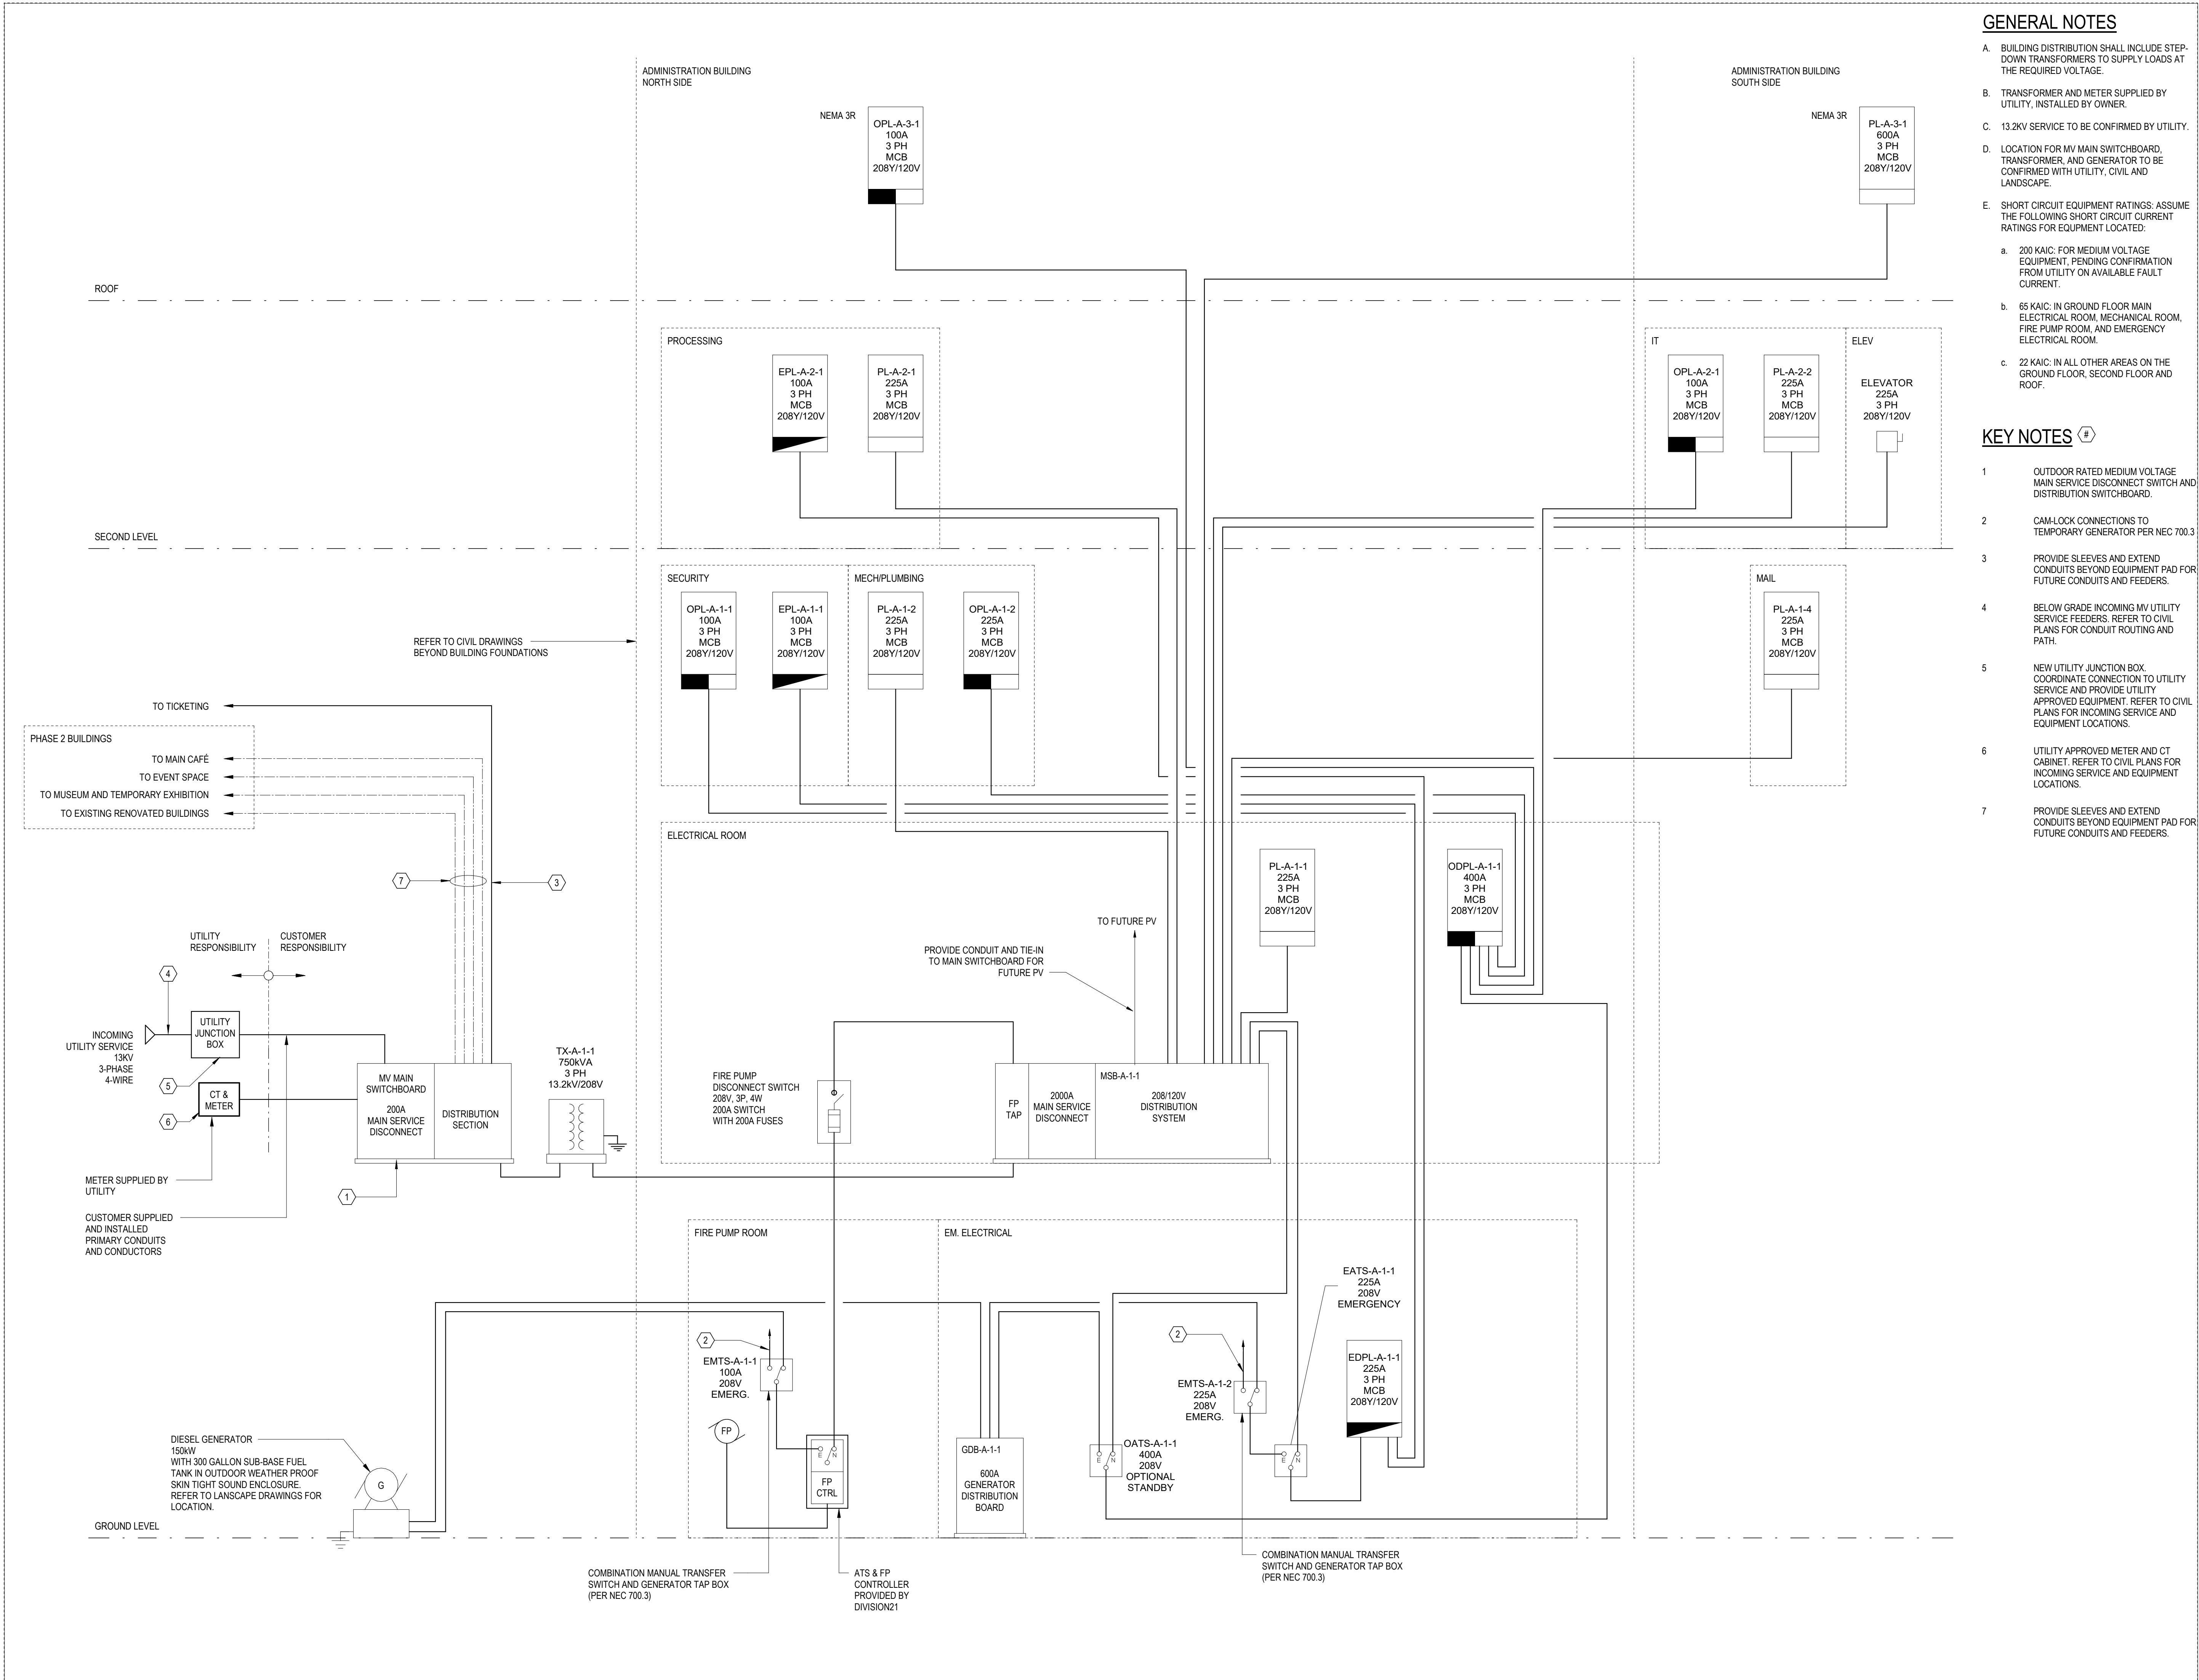 GENERAL NOTES
A. BUILDING DISTRIBUTION SHALL INCLUDE STEP-
DOWN TRANSFORMERS TO SUPPLY LOADS AT
THE REQUIRED VOLTAGE.
B. TRANSFORMER AND METER SUPPLIED BY
UTILITY, INSTALLED BY OWNER.
C. 13.2KV SERVICE TO BE CONFIRMED BY UTILITY.
D. LOCATION FOR MV MAIN SWITCHBOARD,
TRANSFORMER, AND GENERATOR TO BE
CONFIRMED WITH UTILITY, CIVIL AND
LANDSCAPE.
E. SHORT CIRCUIT EQUIPMENT RATINGS: ASSUME
THE FOLLOWING SHORT CIRCUIT CURRENT
RATINGS FOR EQUPMENT LOCATED:
a. 200 KAIC: FOR MEDIUM VOLTAGE
EQUIPMENT, PENDING CONFIRMATION
FROM UTILITY ON AVAILABLE FAULT
CURRENT.
b. 65 KAIC: IN GROUND FLOOR MAIN
ELECTRICAL ROOM, MECHANICAL ROOM,
FIRE PUMP ROOM, AND EMERGENCY
ELECTRICAL ROOM.
c. 22 KAIC: IN ALL OTHER AREAS ON THE
GROUND FLOOR, SECOND FLOOR AND
ROOF.
KEY NOTES #
1 OUTDOOR RATED MEDIUM VOLTAGE
MAIN SERVICE DISCONNECT SWITCH AND
DISTRIBUTION SWITCHBOARD.
2 CAM-LOCK CONNECTIONS TO
TEMPORARY GENERATOR PER NEC 700.3
3 PROVIDE SLEEVES AND EXTEND
CONDUITS BEYOND EQUIPMENT PAD FOR
FUTURE CONDUITS AND FEEDERS.
4 BELOW GRADE INCOMING MV UTILITY
SERVICE FEEDERS. REFER TO CIVIL
PLANS FOR CONDUIT ROUTING AND
PATH.
5 NEW UTILITY JUNCTION BOX.
COORDINATE CONNECTION TO UTILITY
SERVICE AND PROVIDE UTILITY
APPROVED EQUIPMENT. REFER TO CIVIL
PLANS FOR INCOMING SERVICE AND
EQUIPMENT LOCATIONS.
6 UTILITY APPROVED METER AND CT
CABINET. REFER TO CIVIL PLANS FOR
INCOMING SERVICE AND EQUIPMENT
LOCATIONS.
7 PROVIDE SLEEVES AND EXTEND
CONDUITS BEYOND EQUIPMENT PAD FOR
FUTURE CONDUITS AND FEEDERS.
ADMINISTRATION BUILDING
NORTH SIDE
NEMA 3R
OPL-A-3-1
100A
3 PH
MCB
208Y/120V
ADMINISTRATION BUILDING
SOUTH SIDE
NEMA 3R
PL-A-3-1
600A
3 PH
MCB
208Y/120V
ROOF
PROCESSING
EPL-A-2-1
100A
3 PH
MCB
208Y/120V
PL-A-2-1
225A
3 PH
MCB
208Y/120V
IT
OPL-A-2-1
100A
3 PH
MCB
208Y/120V
PL-A-2-2
225A
3 PH
MCB
208Y/120V
ELEV
ELEVATOR
225A
3 PH
208Y/120V
SECOND LEVEL
SECURITY
OPL-A-1-1
100A
3 PH
MCB
208Y/120V
EPL-A-1-1
100A
3 PH
MCB
208Y/120V
MECH/PLUMBING
PL-A-1-2
225A
3 PH
MCB
208Y/120V
OPL-A-1-2
225A
3 PH
MCB
208Y/120V
MAIL
PL-A-1-4
225A
3 PH
MCB
208Y/120V
REFER TO CIVIL DRAWINGS
BEYOND BUILDING FOUNDATIONS
TO TICKETING
PHASE 2 BUILDINGS
TO MAIN CAFÉ
TO EVENT SPACE
TO MUSEUM AND TEMPORARY EXHIBITION
TO EXISTING RENOVATED BUILDINGS
7
3
ELECTRICAL ROOM
PL-A-1-1
225A
3 PH
MCB
208Y/120V
ODPL-A-1-1
400A
3 PH
MCB
208Y/120V
TO FUTURE PV
PROVIDE CONDUIT AND TIE-IN
TO MAIN SWITCHBOARD FOR
FUTURE PV
UTILITY
RESPONSIBILITY
CUSTOMER
RESPONSIBILITY
4
INCOMING
UTILITY SERVICE
13KV
3-PHASE
4-WIRE
UTILITY
JUNCTION
BOX
5
CT &
METER
6
METER SUPPLIED BY
UTILITY
CUSTOMER SUPPLIED
AND INSTALLED
PRIMARY CONDUITS
AND CONDUCTORS
MV MAIN
SWITCHBOARD
200A
MAIN SERVICE
DISCONNECT
DISTRIBUTION
SECTION
1
TX-A-1-1
750kVA
3 PH
13.2kV/208V
FIRE PUMP
DISCONNECT SWITCH
208V, 3P, 4W
200A SWITCH
WITH 200A FUSES
FP
TAP
2000A
MAIN SERVICE
DISCONNECT
MSB-A-1-1
208/120V
DISTRIBUTION
SYSTEM
FIRE PUMP ROOM
EM. ELECTRICAL
2
EMTS-A-1-1
100A
208V
EMERG.
FP
E N
FP
CTRL
GDB-A-1-1
600A
GENERATOR
DISTRIBUTION
BOARD
E N
OATS-A-1-1
400A
208V
OPTIONAL
STANDBY
2
EMTS-A-1-2
225A
208V
EMERG.
E N
EATS-A-1-1
225A
208V
EMERGENCY
EDPL-A-1-1
225A
3 PH
MCB
208Y/120V
DIESEL GENERATOR
150kW
WITH 300 GALLON SUB-BASE FUEL
TANK IN OUTDOOR WEATHER PROOF
SKIN TIGHT SOUND ENCLOSURE.
REFER TO LANSCAPE DRAWINGS FOR
LOCATION.
G
GROUND LEVEL
COMBINATION MANUAL TRANSFER
SWITCH AND GENERATOR TAP BOX
(PER NEC 700.3)
ATS & FP
CONTROLLER
PROVIDED BY
DIVISION21
COMBINATION MANUAL TRANSFER
SWITCH AND GENERATOR TAP BOX
(PER NEC 700.3)